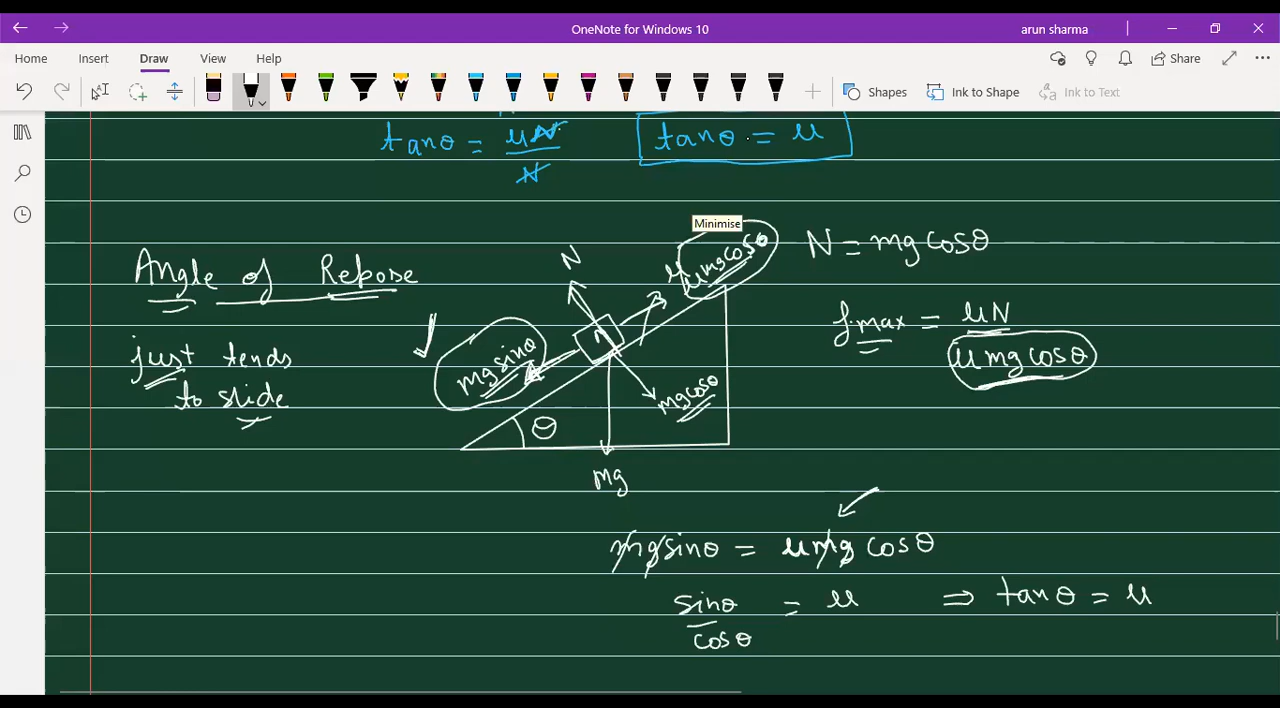 OneNote for Windows 10
arun sharma
Home Insert Draw View Help
Share
Shapes Ink to Shape Ink to Text
tanθ = μN / N
tanθ = μ
Minimise
Angle of Repose
just tends
to slide
N
μmgcosθ
mgsinθ
mgcosθ
θ
mg
N = mgcosθ
fmax = μN
μmgcosθ
mgsinθ = μmg cosθ
sinθ / cosθ = μ ⇒ tanθ = μ